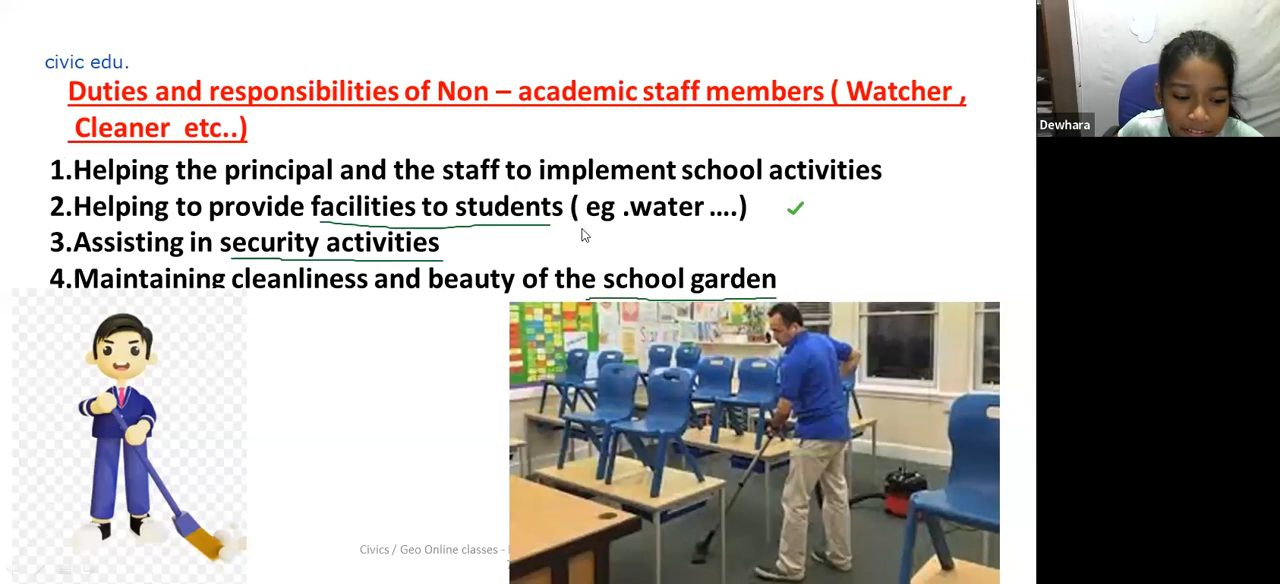 civic edu.
Duties and responsibilities of Non – academic staff members ( Watcher ,
Cleaner etc..)
1.Helping the principal and the staff to implement school activities
2.Helping to provide facilities to students ( eg .water ....)
3.Assisting in security activities
4.Maintaining cleanliness and beauty of the school garden
Civics / Geo Online classes -
Dewhara